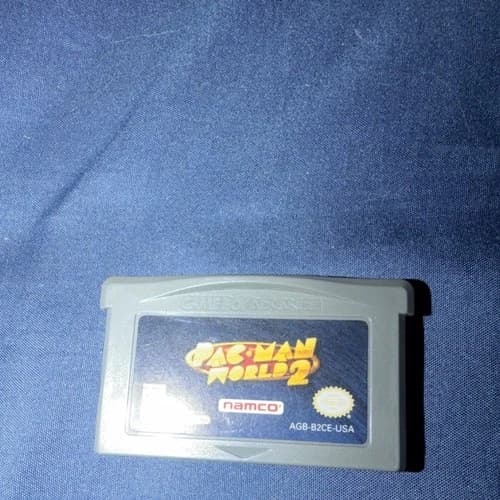 GAME BOY ADVANCE
PAC-MAN
WORLD 2
namco
AGB-B2CE-USA